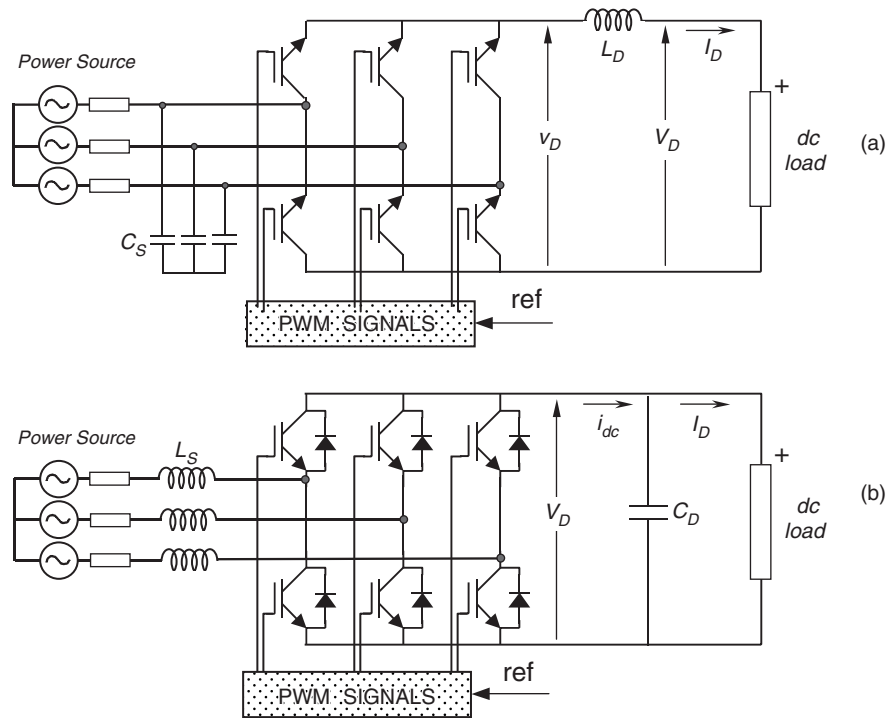 Power Source
C_S
v_D
V_D
L_D
I_D
+
dc
load
(a)
PWM SIGNALS
ref
Power Source
L_S
V_D
i_dc
I_D
C_D
+
dc
load
(b)
PWM SIGNALS
ref